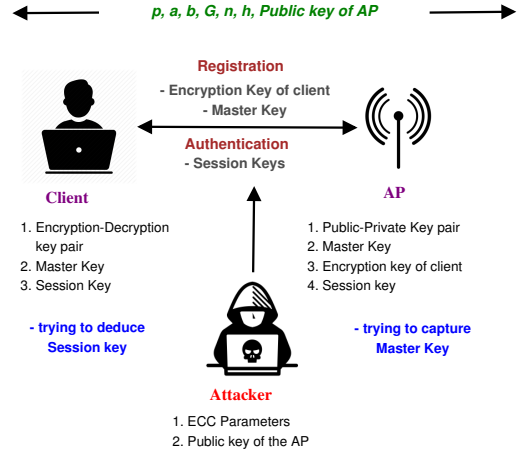 p, a, b, G, n, h, Public key of AP
Registration
- Encryption Key of client
- Master Key
Authentication
- Session Keys
Client
1. Encryption-Decryption
key pair
2. Master Key
3. Session Key
AP
1. Public-Private Key pair
2. Master Key
3. Encryption key of client
4. Session key
- trying to deduce
Session key
- trying to capture
Master Key
Attacker
1. ECC Parameters
2. Public key of the AP